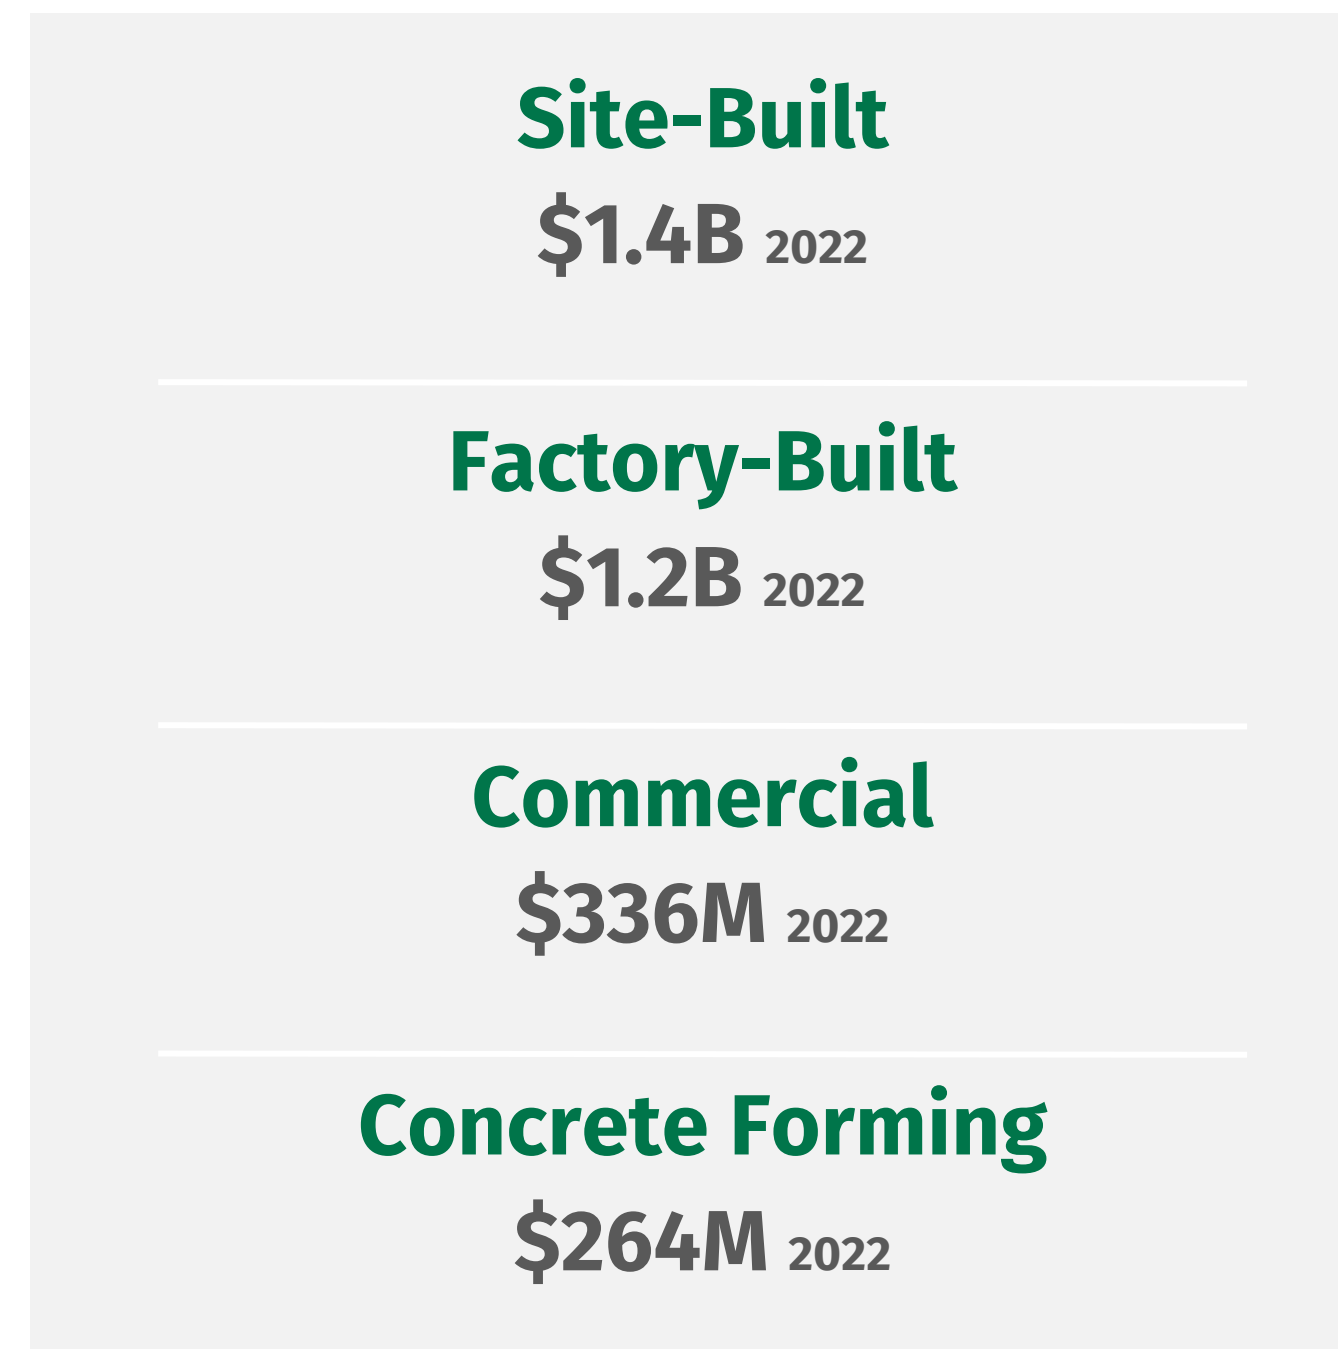 Site-Built
$1.4B 2022
Factory-Built
$1.2B 2022
Commercial
$336M 2022
Concrete Forming
$264M 2022